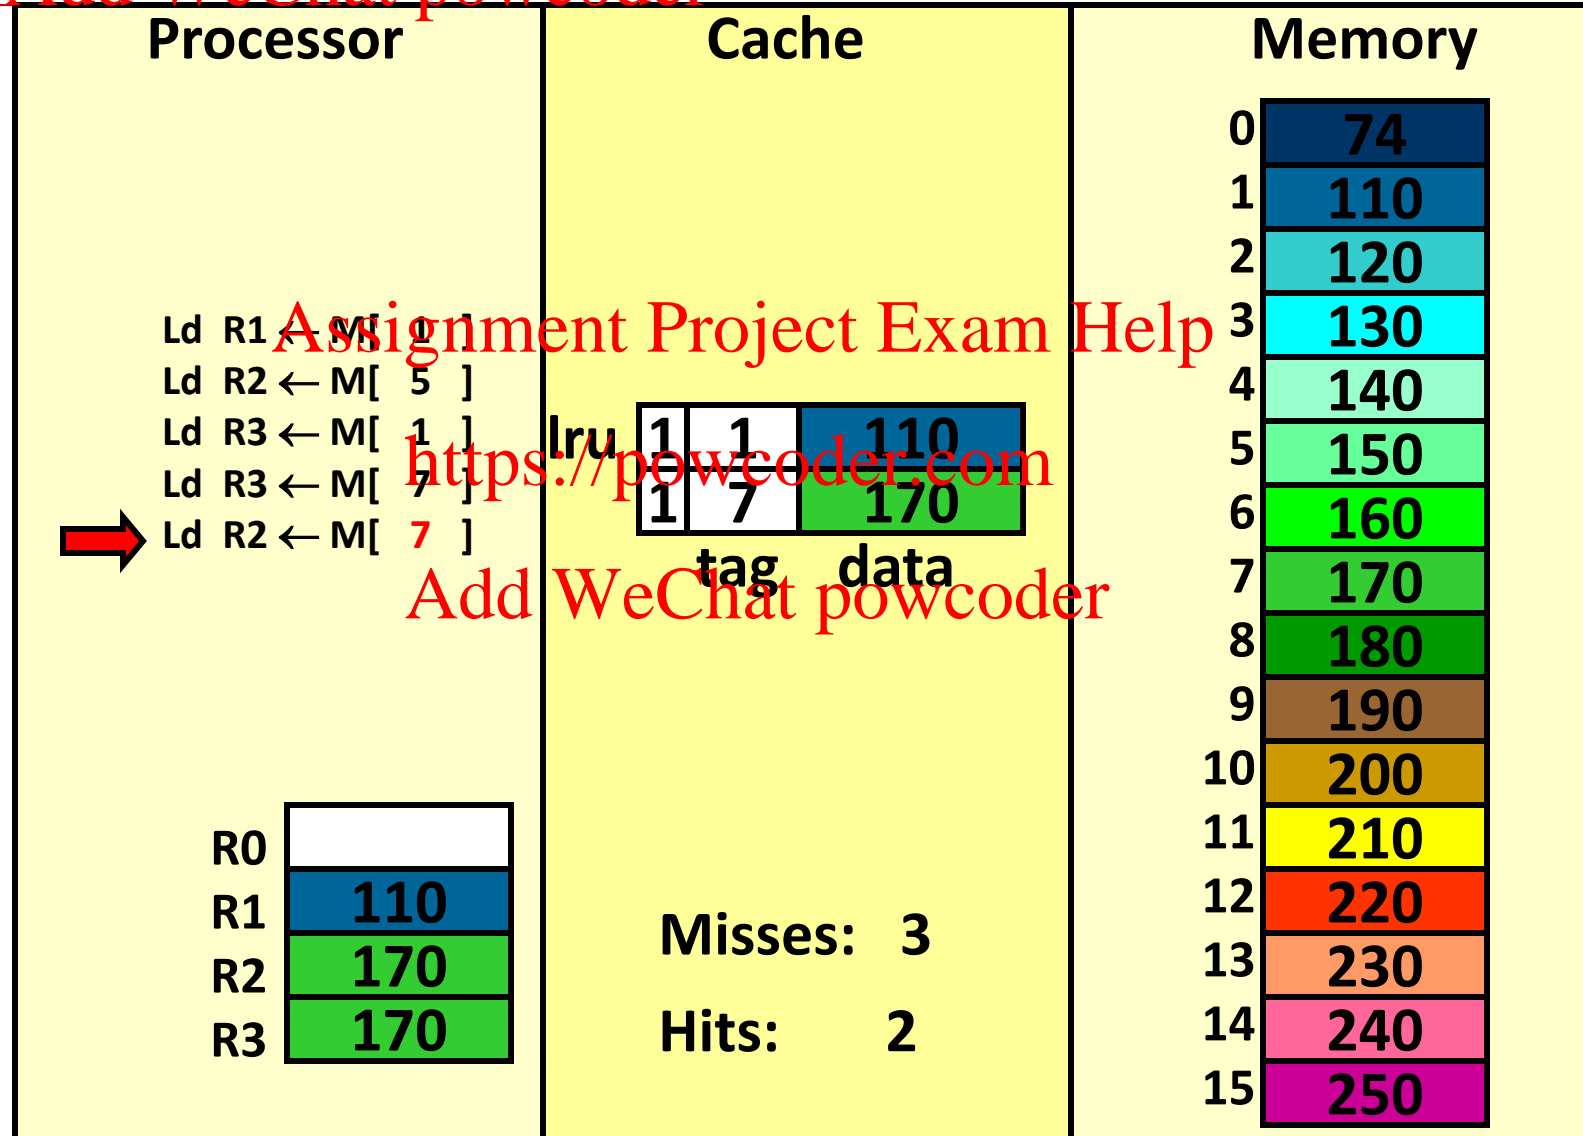 Add WeChat powcoder
Processor
Cache
Memory
Ld R1 ← M[ 1 ]
Ld R2 ← M[ 5 ]
Ld R3 ← M[ 1 ]
Ld R3 ← M[ 7 ]
Ld R2 ← M[ 7 ]
Assignment Project Exam Help
https://powcoder.com
Add WeChat powcoder
lru 1 1 110
1 7 170
tag data
R0
R1 110
R2 170
R3 170
Misses: 3
Hits: 2
0 74
1 110
2 120
3 130
4 140
5 150
6 160
7 170
8 180
9 190
10 200
11 210
12 220
13 230
14 240
15 250